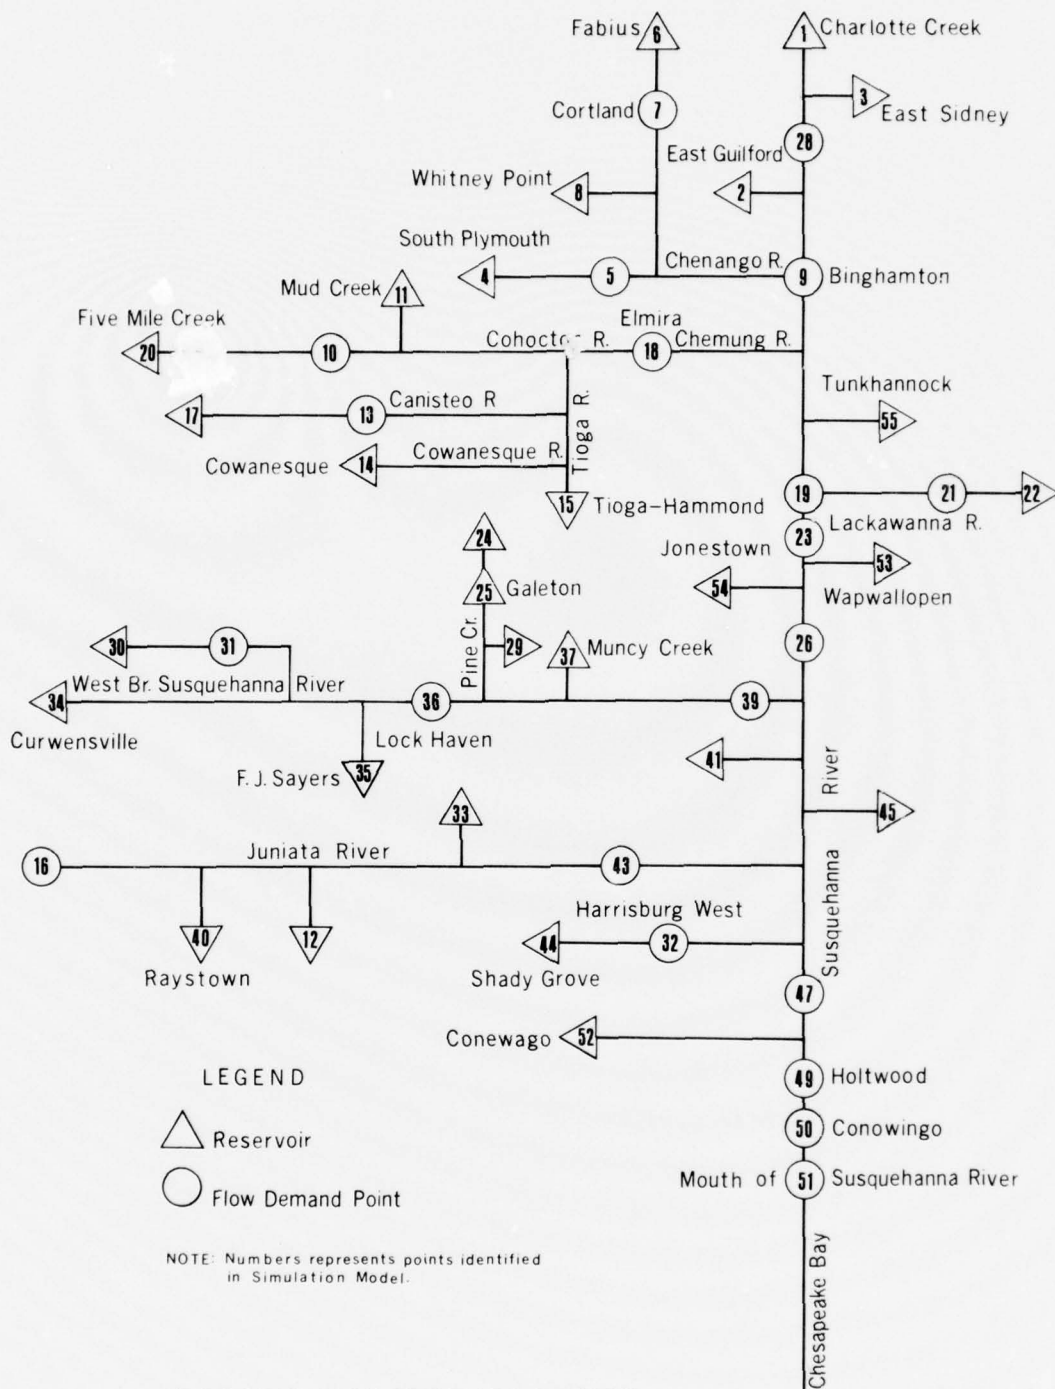 Fabius 6
1 Charlotte Creek
Cortland 7
3
East Sidney
28
East Guilford
Whitney Point 8
2
South Plymouth
4
5
Chenango R.
9 Binghamton
Mud Creek 11
Five Mile Creek
20
10
Elmira
18
Chemung R.
Tunkhannock
55
17
13
Canisteo R
Tioga R.
Cowanesque 14
Cowanesque R.
15 Tioga-Hammond
19
21
22
Lackawanna R.
23
Jonestown
54
53
Wapwallopen
24
25 Galeton
Pine Cr.
29
37 Muncy Creek
26
30
31
West Br. Susquehanna River
34
Curwensville
36
Lock Haven
39
F. J. Sayers 35
41
River
45
33
16
Juniata River
43
Susquehanna
40
Raystown
12
Harrisburg West
44
32
Shady Grove
47
Conewago 52
49 Holtwood
50 Conowingo
Mouth of 51 Susquehanna River
Chesapeake Bay
LEGEND
Reservoir
Flow Demand Point
NOTE: Numbers represents points identified
in Simulation Model.